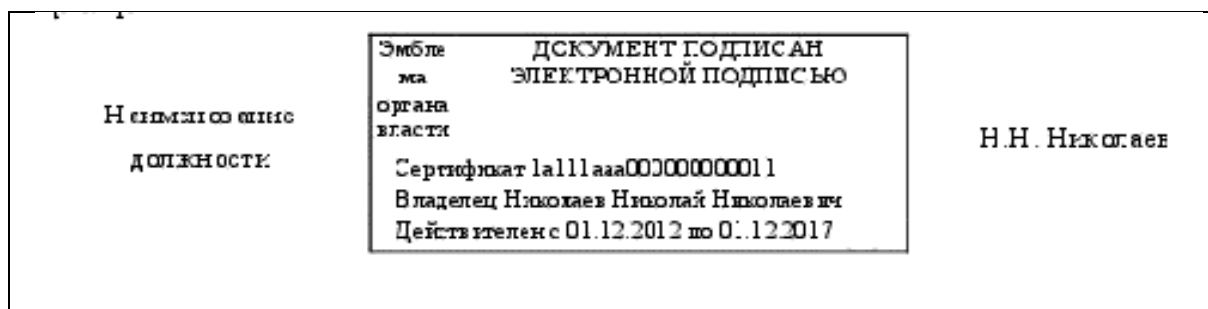 Наименование
должности
Эмбле
ма
органа
власти
ДОКУМЕНТ ПОДПИСАН
ЭЛЕКТРОННОЙ ПОДПИСЬЮ
Сертификат 1a111aaa000000000011
Владелец Николаев Николай Николаевич
Действителен с 01.12.2012 по 01.12.2017
Н.Н. Николаев